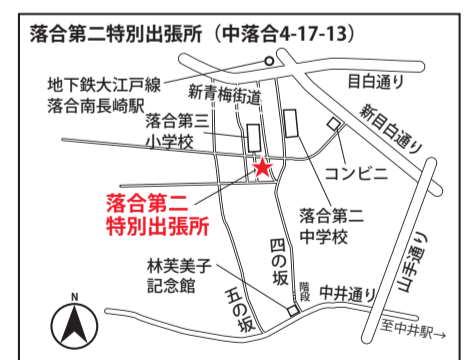 落合第二特別出張所（中落合4-17-13）
地下鉄大江戸線
落合南長崎駅
目白通り
新青梅街道
新目白通り
落合第三
小学校
コンビニ
落合第二
特別出張所
落合第二
中学校
山手通り
四の坂
林芙美子
記念館
階段
五の坂
中井通り
至中井駅→
N